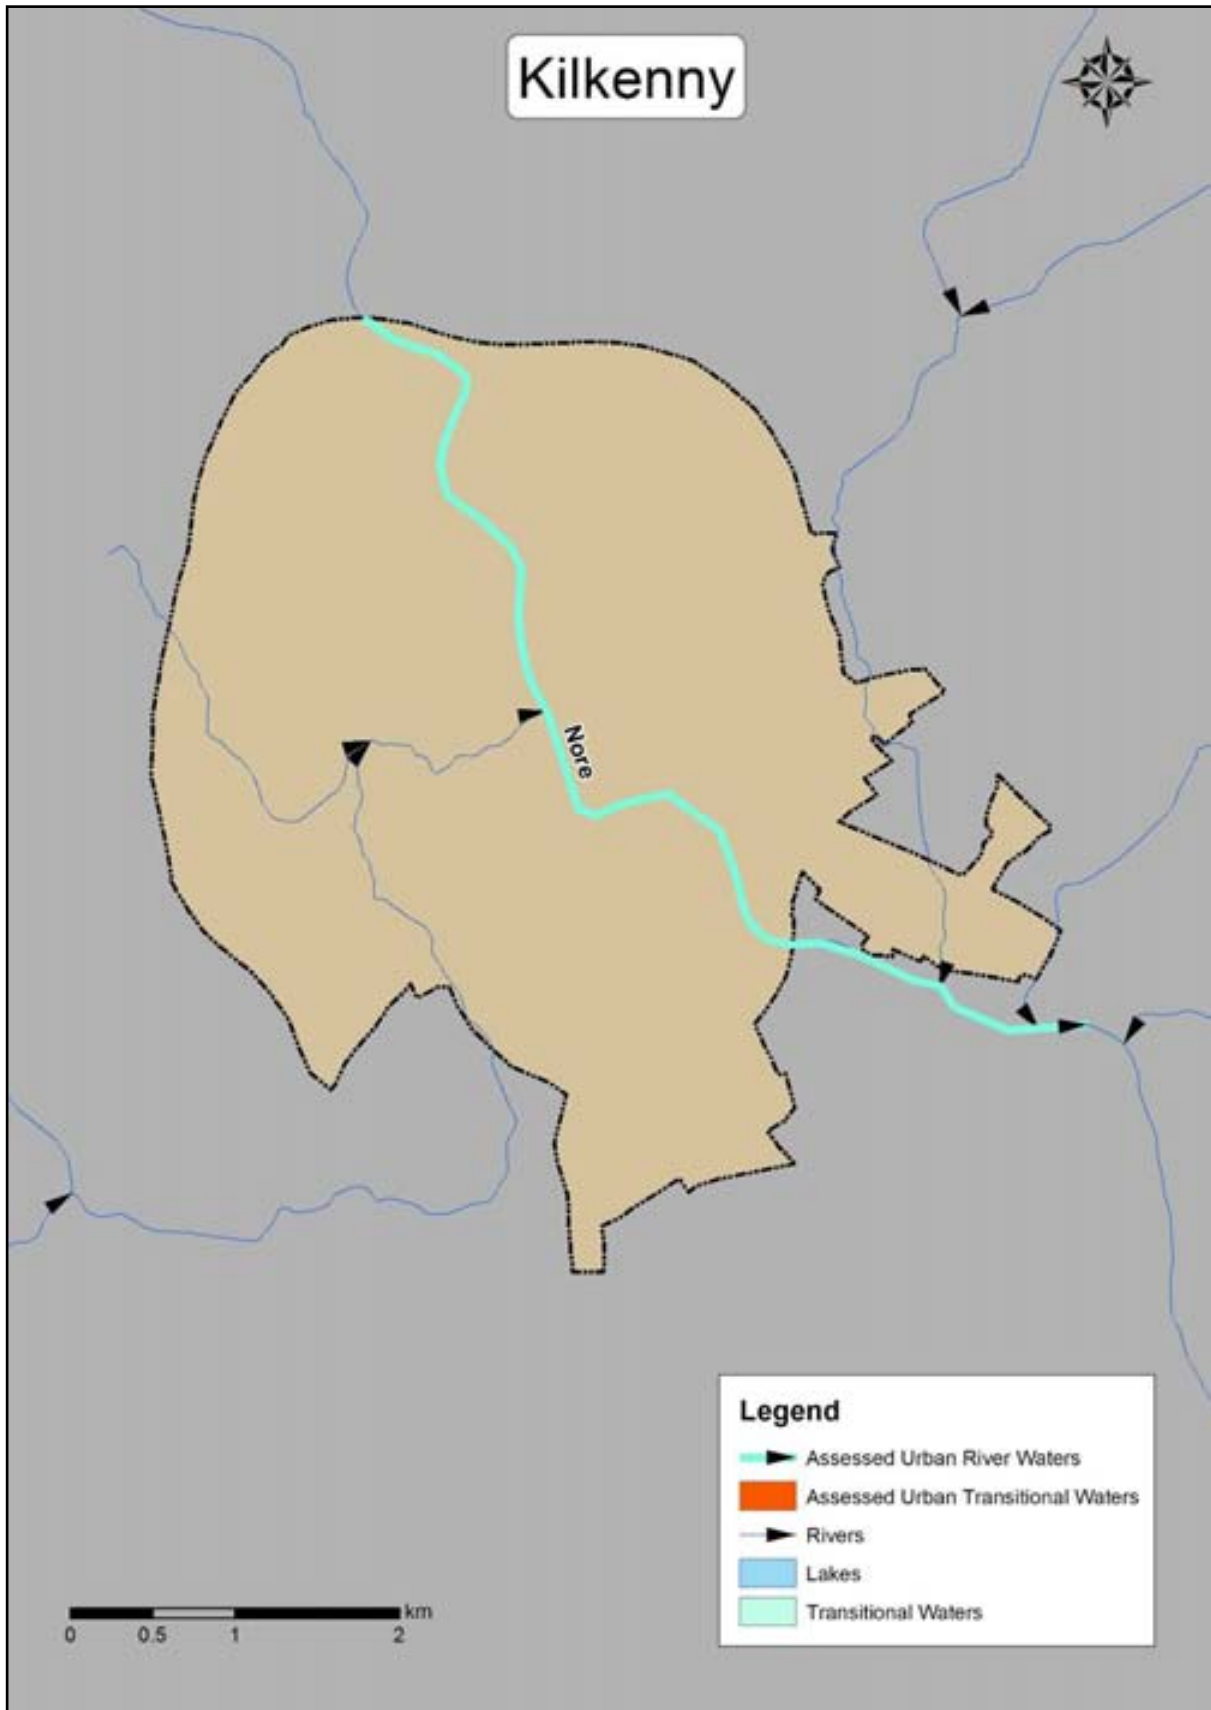 Kilkenny
Nore
Legend
Assessed Urban River Waters
Assessed Urban Transitional Waters
Rivers
Lakes
Transitional Waters
km
0 0.5 1 2